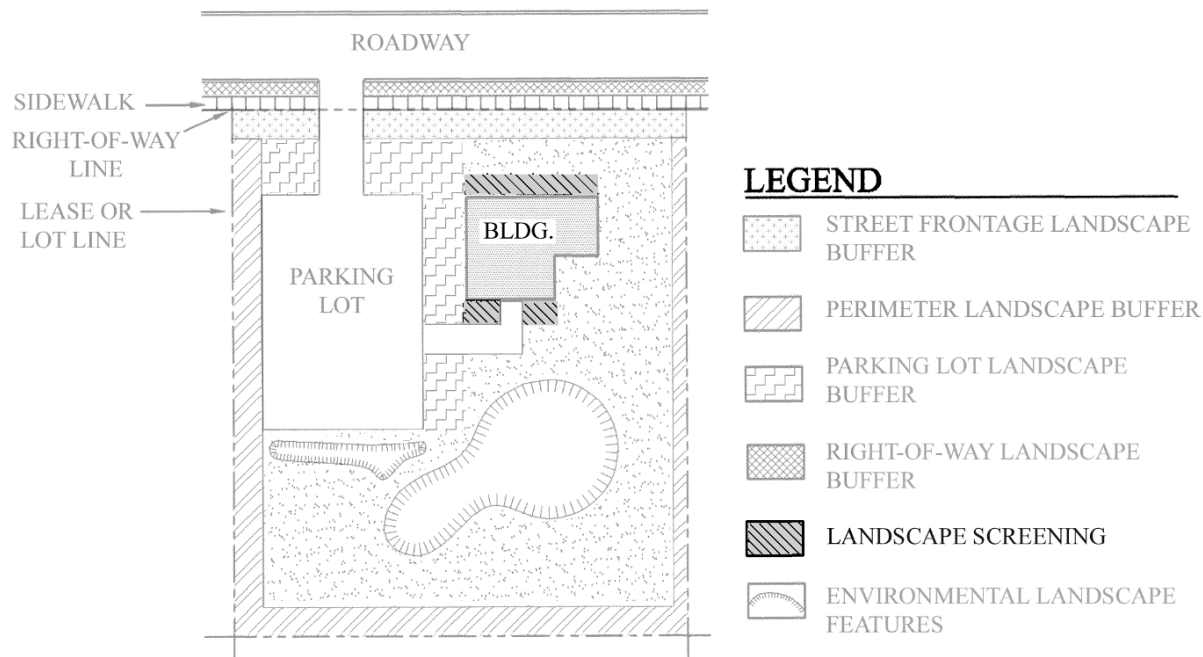 ROADWAY
SIDEWALK
RIGHT-OF-WAY
LINE
LEASE OR
LOT LINE
PARKING
LOT
BLDG.
LEGEND
STREET FRONTAGE LANDSCAPE
BUFFER
PERIMETER LANDSCAPE BUFFER
PARKING LOT LANDSCAPE
BUFFER
RIGHT-OF-WAY LANDSCAPE
BUFFER
LANDSCAPE SCREENING
ENVIRONMENTAL LANDSCAPE
FEATURES